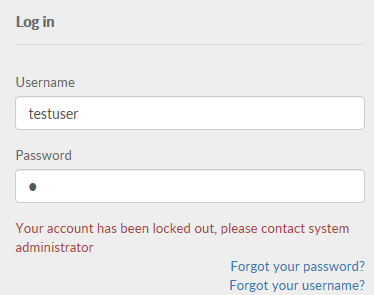 Log in
Username
testuser
Password
Your account has been locked out, please contact system
administrator
Forgot your password?
Forgot your username?